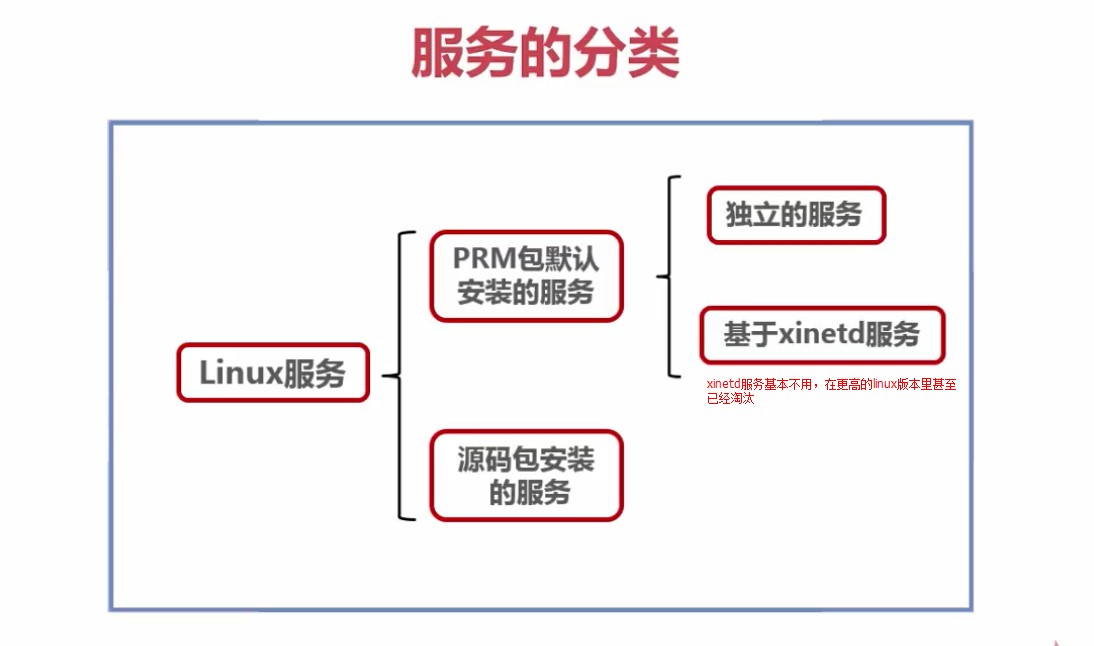 服务的分类
独立的服务
PRM包默认
安装的服务
基于xinetd服务
Linux服务
xinetd服务基本不用，在更高的linux版本里甚至
已经淘汰
源码包安装
的服务